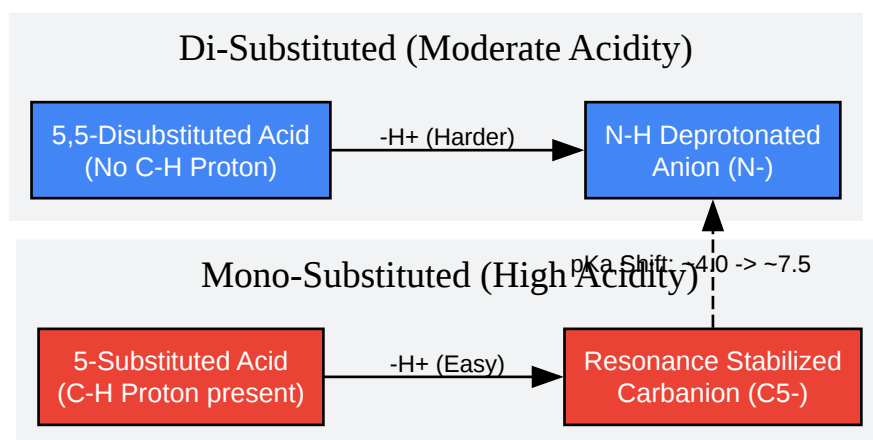 Di-Substituted (Moderate Acidity)
5,5-Disubstituted Acid
(No C-H Proton)
-H+ (Harder)
N-H Deprotonated
Anion (N-)
pKa Shift: ~4.0 -> ~7.5
Mono-Substituted (High Acidity)
5-Substituted Acid
(C-H Proton present)
-H+ (Easy)
Resonance Stabilized
Carbanion (C5-)